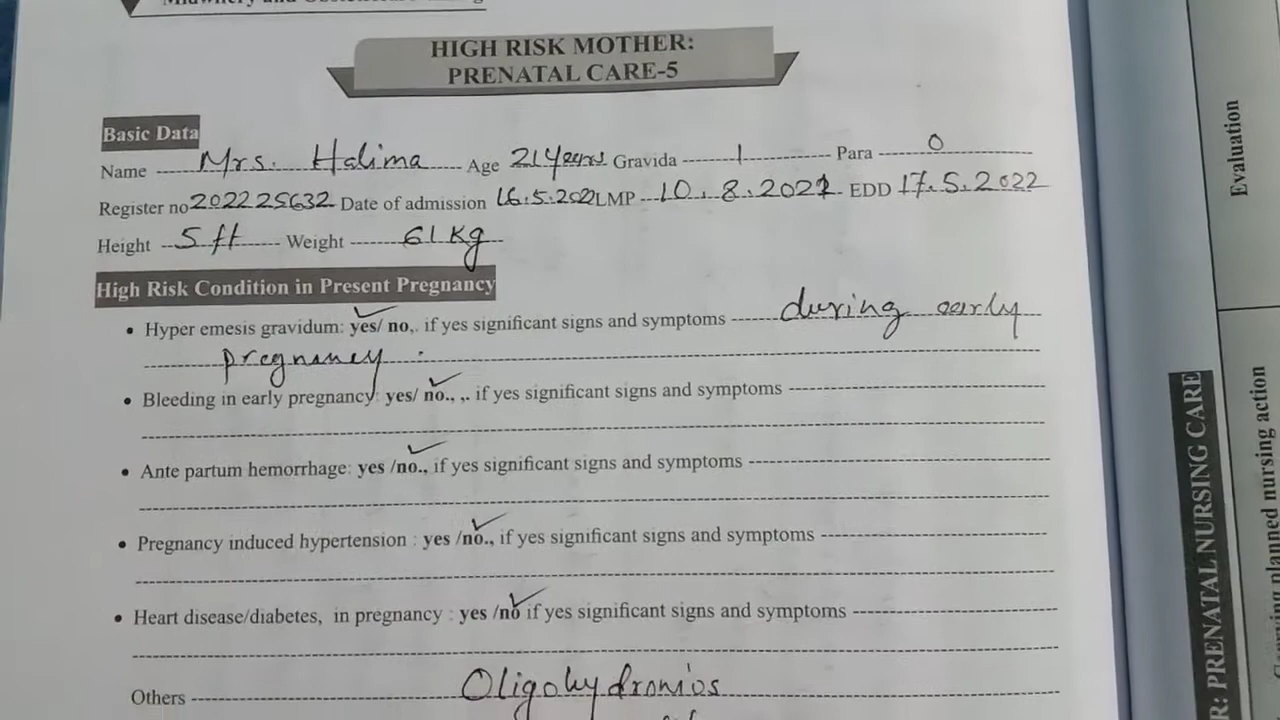 HIGH RISK MOTHER:
PRENATAL CARE-5
Basic Data
Name Mrs. Halima Age 21 Years Gravida 1 Para 0
Register no 202225632 Date of admission 16.5.2022 LMP 10.8.2021 EDD 17.5.2022
Height 5 ft Weight 61 Kg
High Risk Condition in Present Pregnancy
• Hyper emesis gravidum: yes/ no,. if yes significant signs and symptoms during early
pregnancy.
• Bleeding in early pregnancy: yes/ no., ,. if yes significant signs and symptoms
• Ante partum hemorrhage: yes /no., if yes significant signs and symptoms
• Pregnancy induced hypertension : yes /no., if yes significant signs and symptoms
• Heart disease/diabetes, in pregnancy : yes /no if yes significant signs and symptoms
Others Oligohydromios
Evaluation
planned nursing action
R: PRENATAL NURSING CARE